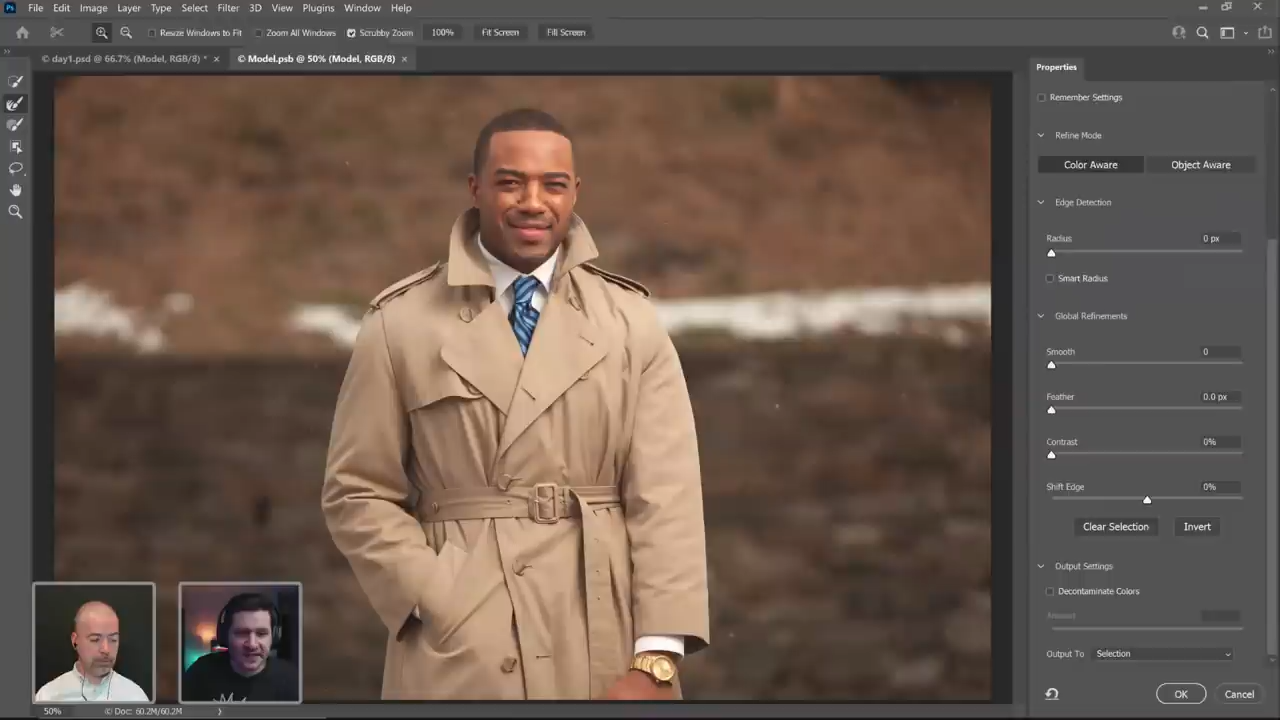 Ps File Edit Image Layer Type Select Filter 3D View Plugins Window Help
Resize Windows to Fit Zoom All Windows Scrubby Zoom 100% Fit Screen Fill Screen
© day1.psd @ 66.7% (Model, RGB/8) * × © Model.psb @ 50% (Model, RGB/8) ×
Properties
Remember Settings
Refine Mode
Color Aware Object Aware
Edge Detection
Radius 0 px
Smart Radius
Global Refinements
Smooth 0
Feather 0.0 px
Contrast 0%
Shift Edge 0%
Clear Selection Invert
Output Settings
Decontaminate Colors
Amount
Output To Selection
OK Cancel
50% © Doc: 60.2M/60.2M